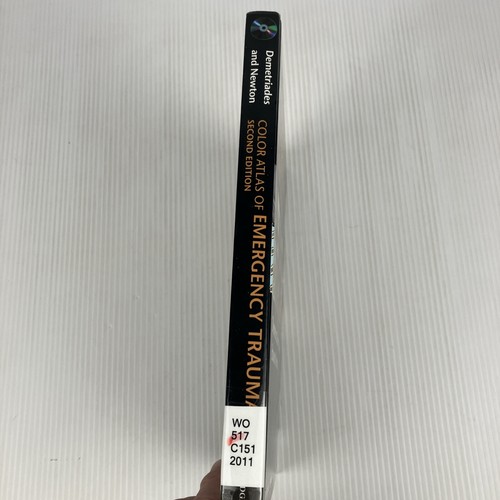 Demetriades
and Newton
COLOR ATLAS OF EMERGENCY TRAUMA
SECOND EDITION
WO
517
C151
2011